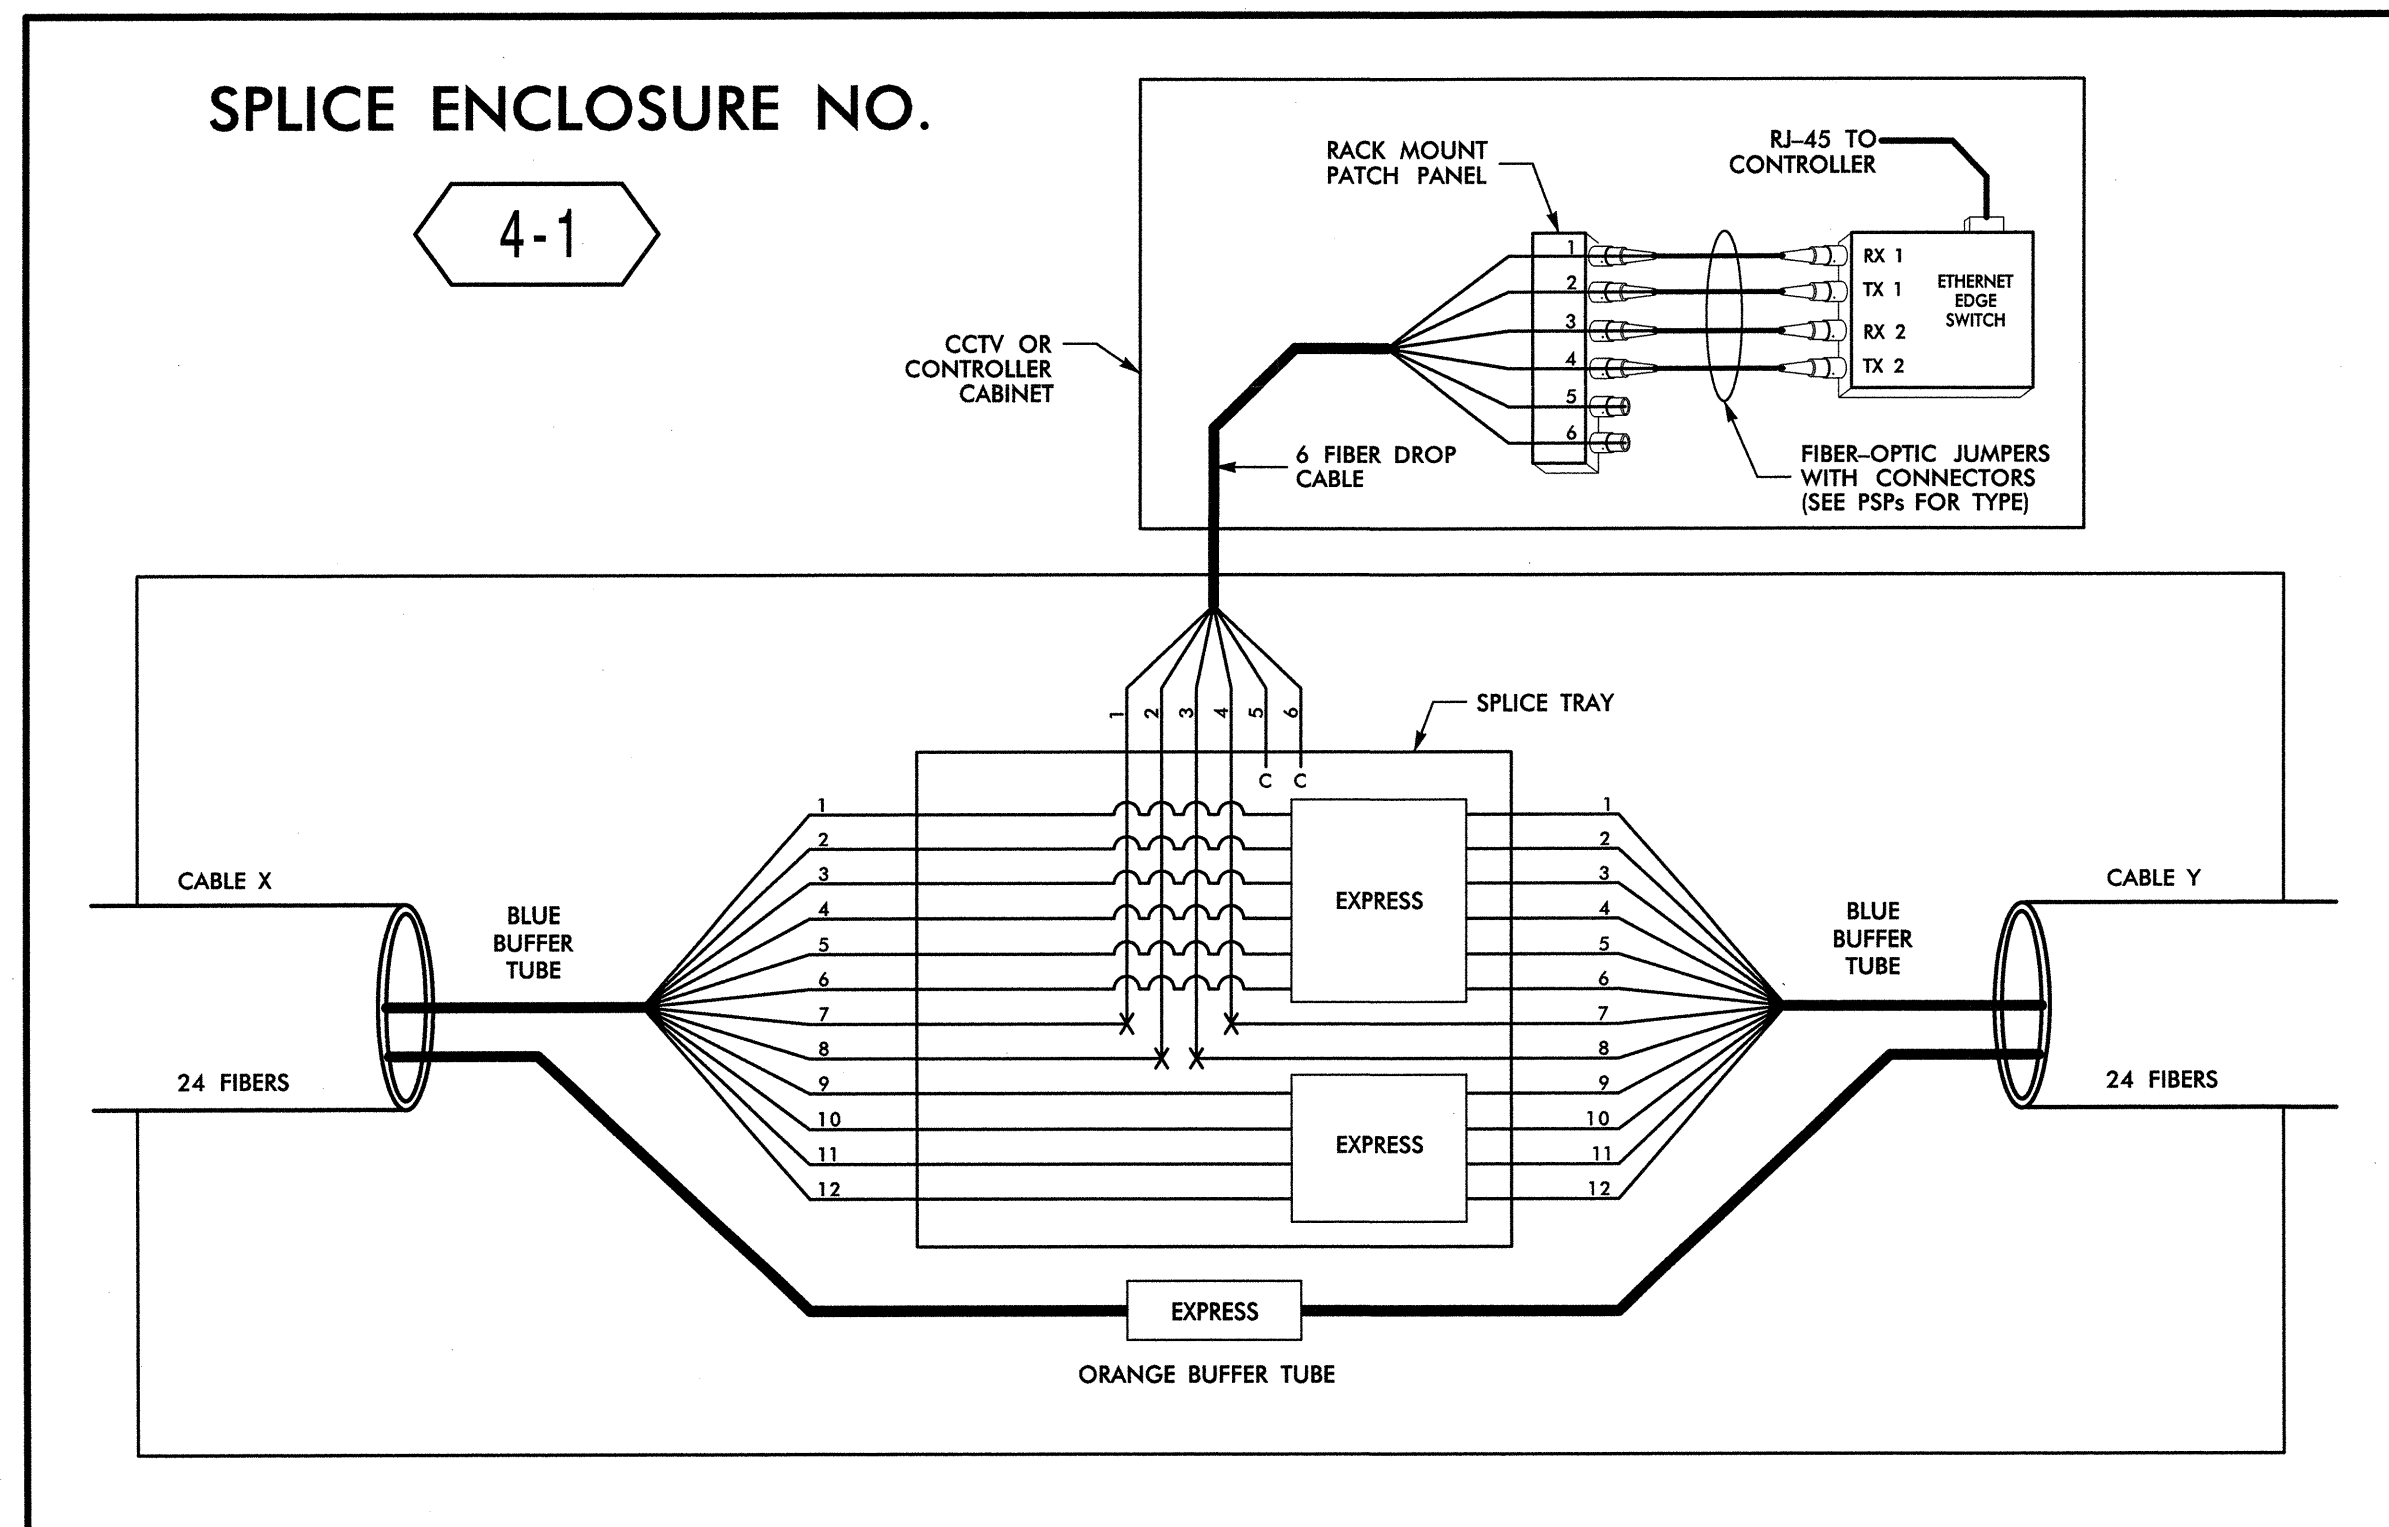 SPLICE ENCLOSURE NO.
4-1
RACK MOUNT
PATCH PANEL
RJ-45 TO
CONTROLLER
1
2
3
4
5
6
RX 1
TX 1
RX 2
TX 2
ETHERNET
EDGE
SWITCH
CCTV OR
CONTROLLER
CABINET
6 FIBER DROP
CABLE
FIBER-OPTIC JUMPERS
WITH CONNECTORS
(SEE PSPs FOR TYPE)
1 2 3 4 5 6
SPLICE TRAY
C C
CABLE X
24 FIBERS
BLUE
BUFFER
TUBE
1
2
3
4
5
6
7
8
9
10
11
12
EXPRESS
EXPRESS
1
2
3
4
5
6
7
8
9
10
11
12
BLUE
BUFFER
TUBE
CABLE Y
24 FIBERS
EXPRESS
ORANGE BUFFER TUBE